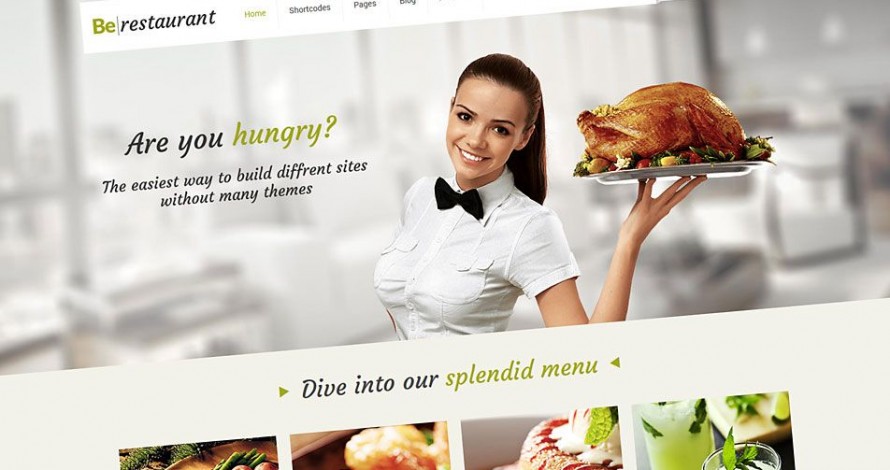 Be restaurant
Home Shortcodes Pages Blog
Are you hungry?
The easiest way to build diffrent sites
without many themes
Dive into our splendid menu